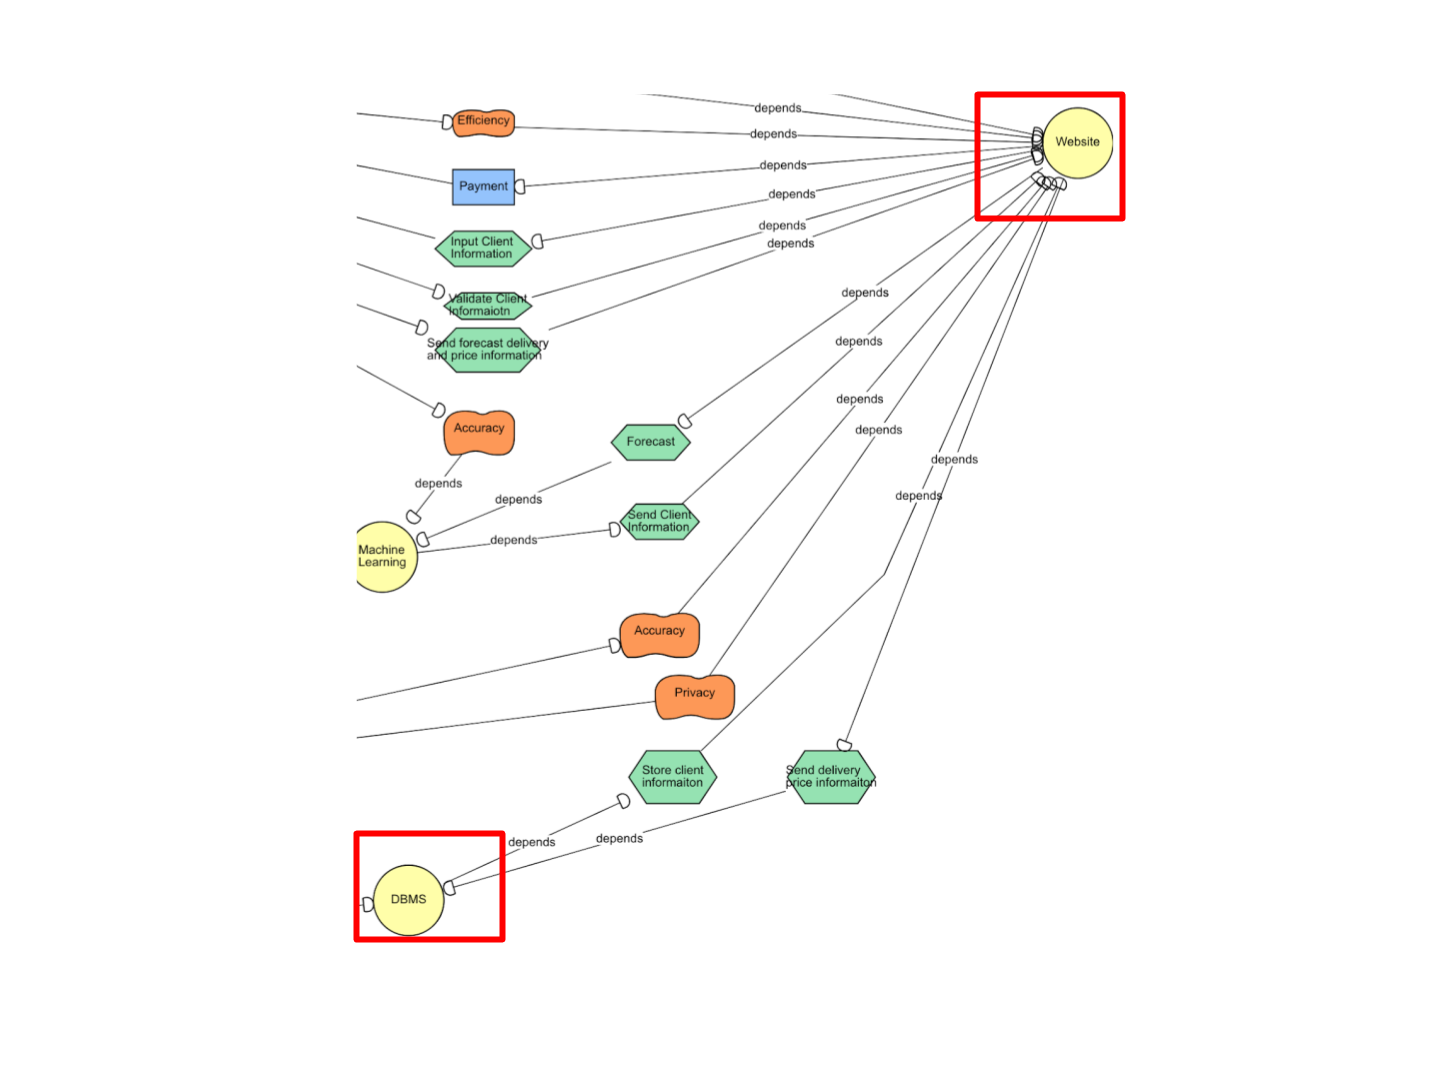 depends
Efficiency
depends
Website
depends
Payment
depends
depends
Input Client
Information
depends
Validate Client
Informaiotn
Send forecast delivery
and price information
depends
depends
depends
depends
Accuracy
depends
Forecast
depends
depends
depends
depends
Send Client
Information
depends
Machine
Learning
Accuracy
Privacy
Store client
informaiton
Send delivery
price informaiton
depends
depends
DBMS